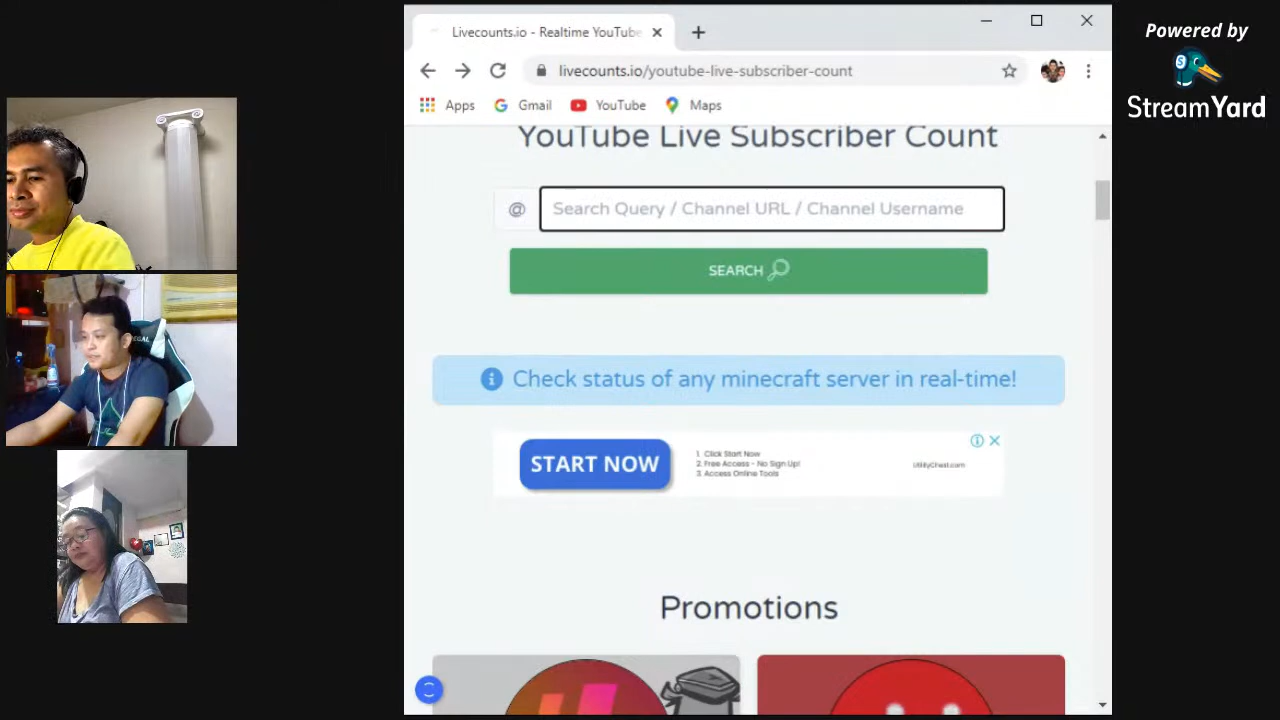 Livecounts.io - Realtime YouTube
livecounts.io/youtube-live-subscriber-count
Apps Gmail YouTube Maps
YouTube Live Subscriber Count
@ Search Query / Channel URL / Channel Username
SEARCH
Check status of any minecraft server in real-time!
START NOW
1. Click Start Now
2. Free Access - No Sign Up!
3. Access Online Tools
UtilityChest.com
Promotions
Powered by
StreamYard